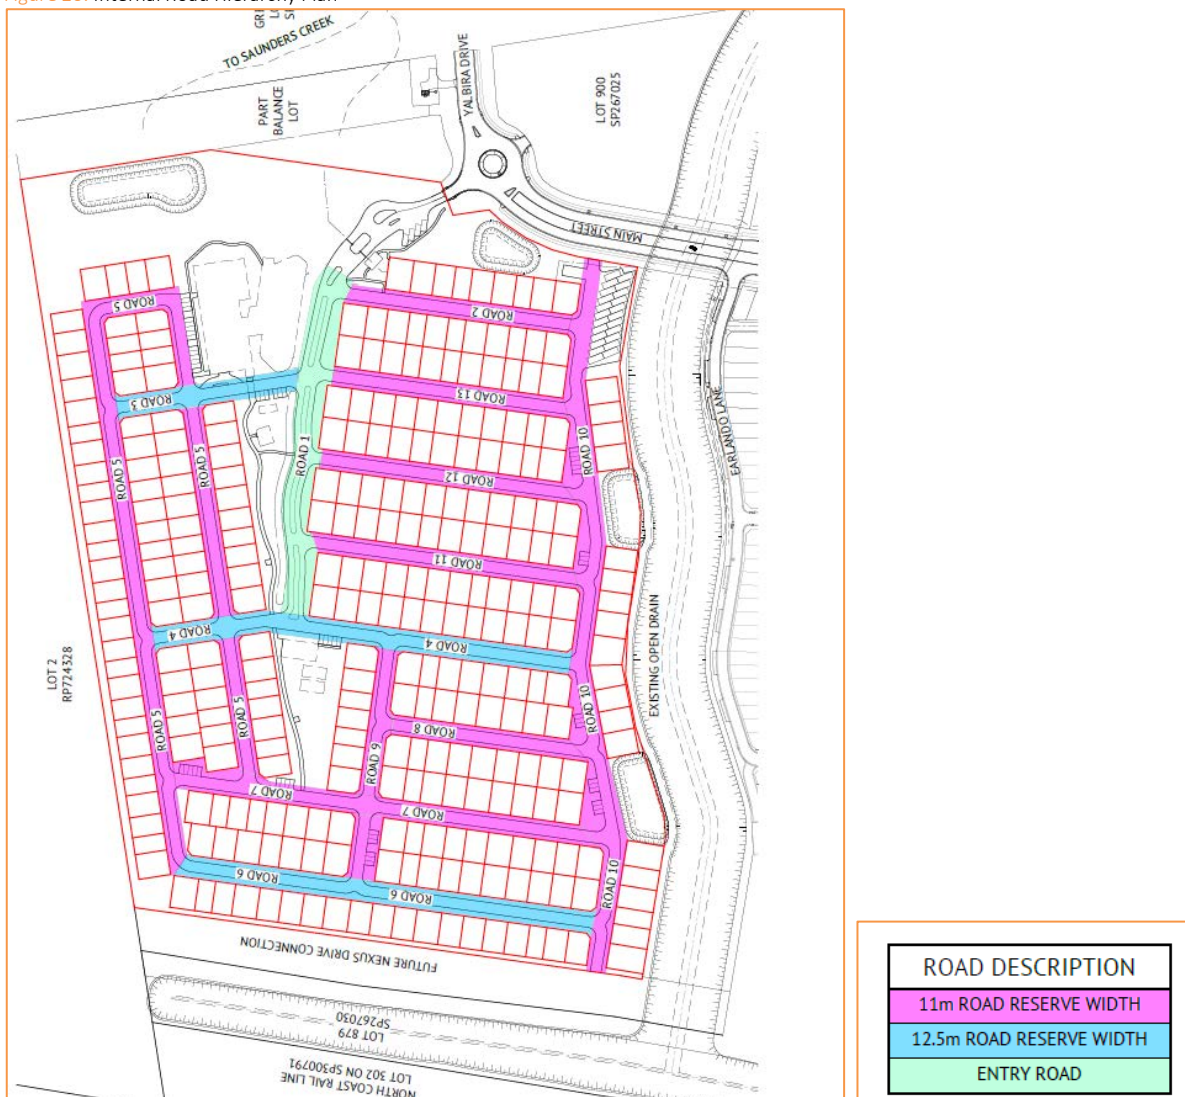 Internal Road Hierarchy Plan
TO SAUNDERS CREEK
PART
BALANCE
LOT
YALBIRA DRIVE
LOT 900
SP267025
MAIN STREET
ROAD 5
ROAD 2
ROAD 3
ROAD 13
EARLANDO LANE
ROAD 5
ROAD 5
ROAD 1
ROAD 12
ROAD 10
ROAD 11
LOT 2
RP724328
ROAD 4
ROAD 4
EXISTING OPEN DRAIN
ROAD 5
ROAD 5
ROAD 8
ROAD 10
ROAD 9
ROAD 7
ROAD 7
ROAD 6
ROAD 6
ROAD 10
FUTURE NEXUS DRIVE CONNECTION
LOT 879
SP267030
NORTH COAST RAIL LINE
LOT 302 ON SP300791
ROAD DESCRIPTION
11m ROAD RESERVE WIDTH
12.5m ROAD RESERVE WIDTH
ENTRY ROAD